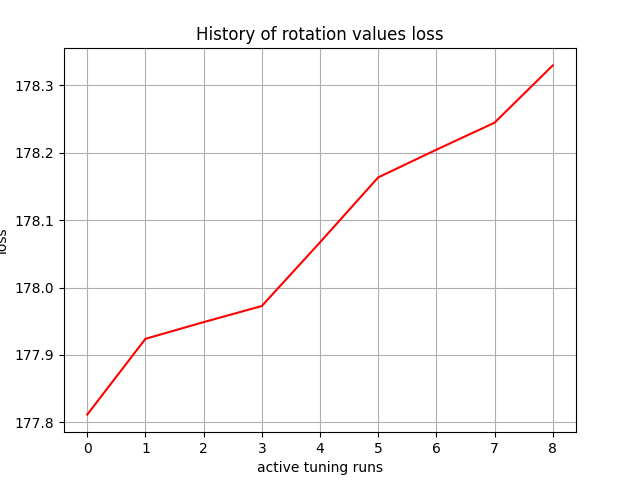 History of rotation values loss
178.3
178.2
178.1
178.0
177.9
177.8
loss
0 1 2 3 4 5 6 7 8
active tuning runs